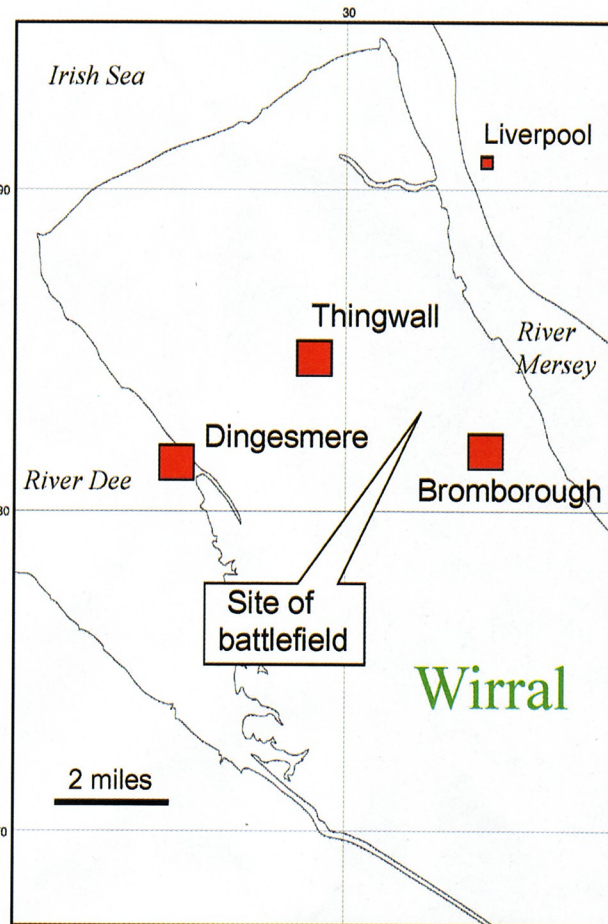 30
Irish Sea
Liverpool
90
Thingwall
River
Mersey
Dingesmere
River Dee
Bromborough
80
Site of
battlefield
Wirral
2 miles
70